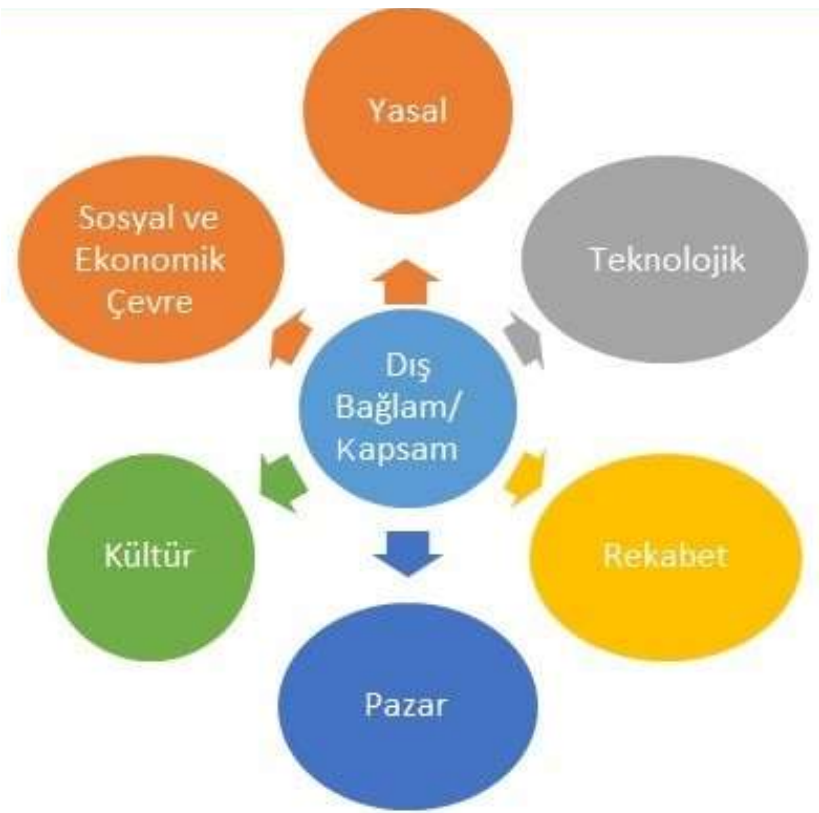 Yasal
Teknolojik
Rekabet
Pazar
Kültür
Sosyal ve
Ekonomik
Çevre
Dış
Bağlam/
Kapsam